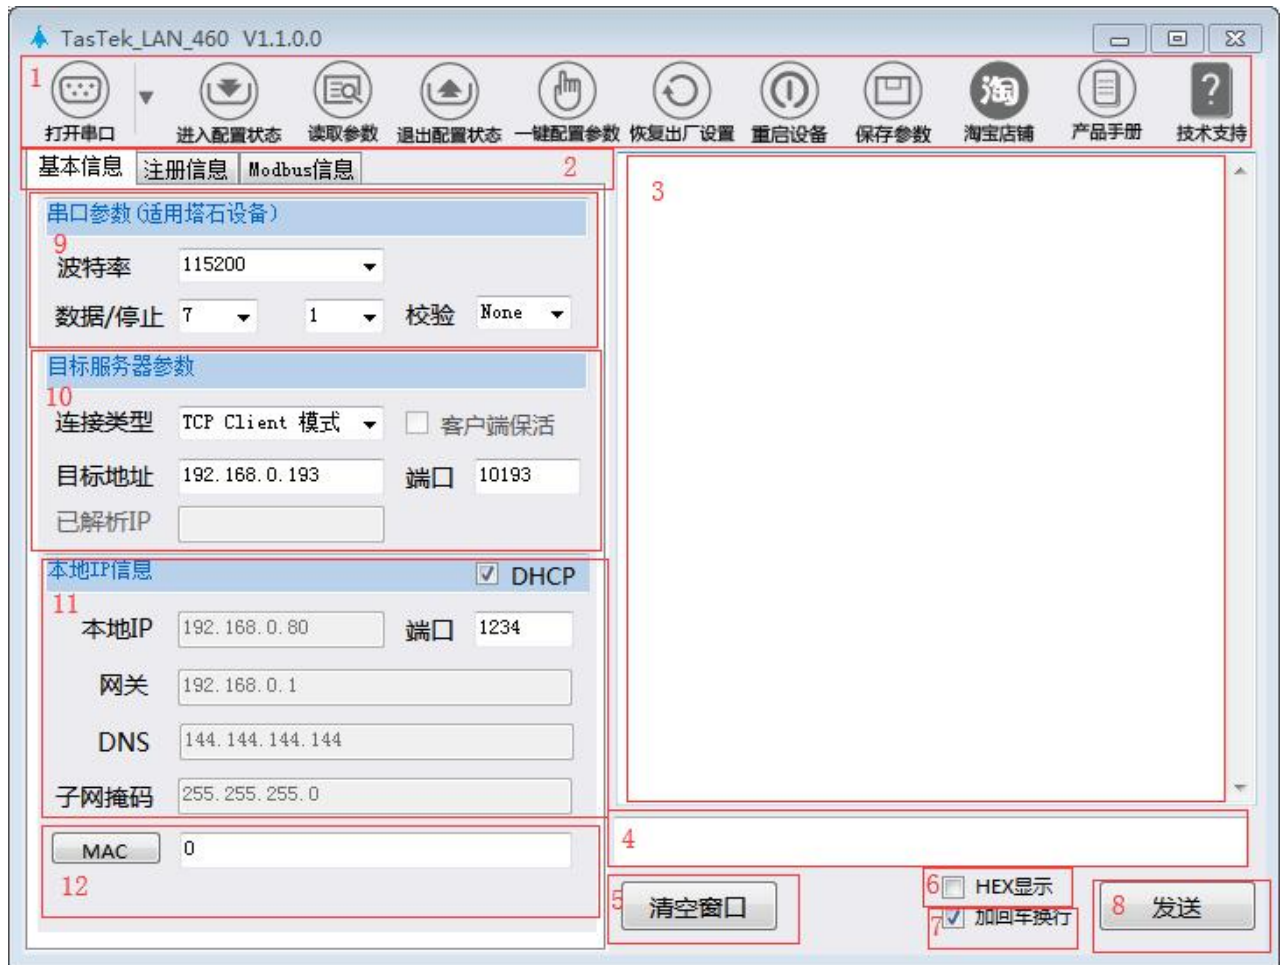 TasTek_LAN_460 V1.1.0.0
1
打开串口 进入配置状态 读取参数 退出配置状态 一键配置参数 恢复出厂设置 重启设备 保存参数 淘 淘宝店铺 产品手册 ? 技术支持
基本信息 注册信息 Modbus信息 2
3
串口参数(适用塔石设备)
9
波特率 115200
数据/停止 7 1 校验 None
目标服务器参数
10
连接类型 TCP Client 模式 客户端保活
目标地址 192.168.0.193 端口 10193
已解析IP
本地IP信息 DHCP
11
本地IP 192.168.0.80 端口 1234
网关 192.168.0.1
DNS 144.144.144.144
子网掩码 255.255.255.0
MAC 0
12
4
5 清空窗口
6 HEX显示
7 加回车换行
8 发送